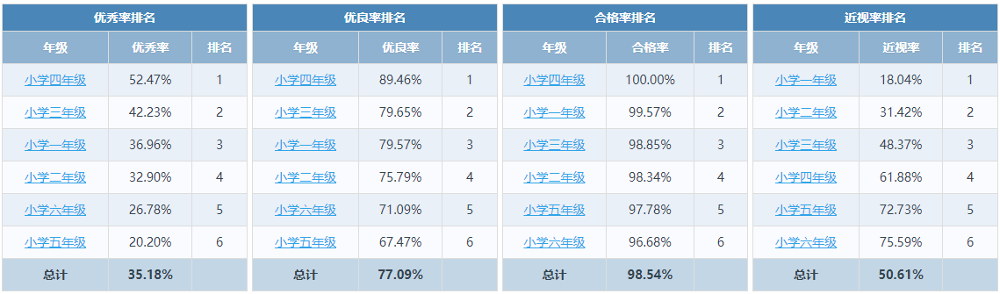 优秀率排名 优良率排名 合格率排名 近视率排名
年级 优秀率 排名 年级 优良率 排名 年级 合格率 排名 年级 近视率 排名
小学四年级 52.47% 1 小学四年级 89.46% 1 小学四年级 100.00% 1 小学一年级 18.04% 1
小学三年级 42.23% 2 小学三年级 79.65% 2 小学一年级 99.57% 2 小学二年级 31.42% 2
小学一年级 36.96% 3 小学一年级 79.57% 3 小学三年级 98.85% 3 小学三年级 48.37% 3
小学二年级 32.90% 4 小学二年级 75.79% 4 小学二年级 98.34% 4 小学四年级 61.88% 4
小学六年级 26.78% 5 小学六年级 71.09% 5 小学五年级 97.78% 5 小学五年级 72.73% 5
小学五年级 20.20% 6 小学五年级 67.47% 6 小学六年级 96.68% 6 小学六年级 75.59% 6
总计 35.18% 总计 77.09% 总计 98.54% 总计 50.61%